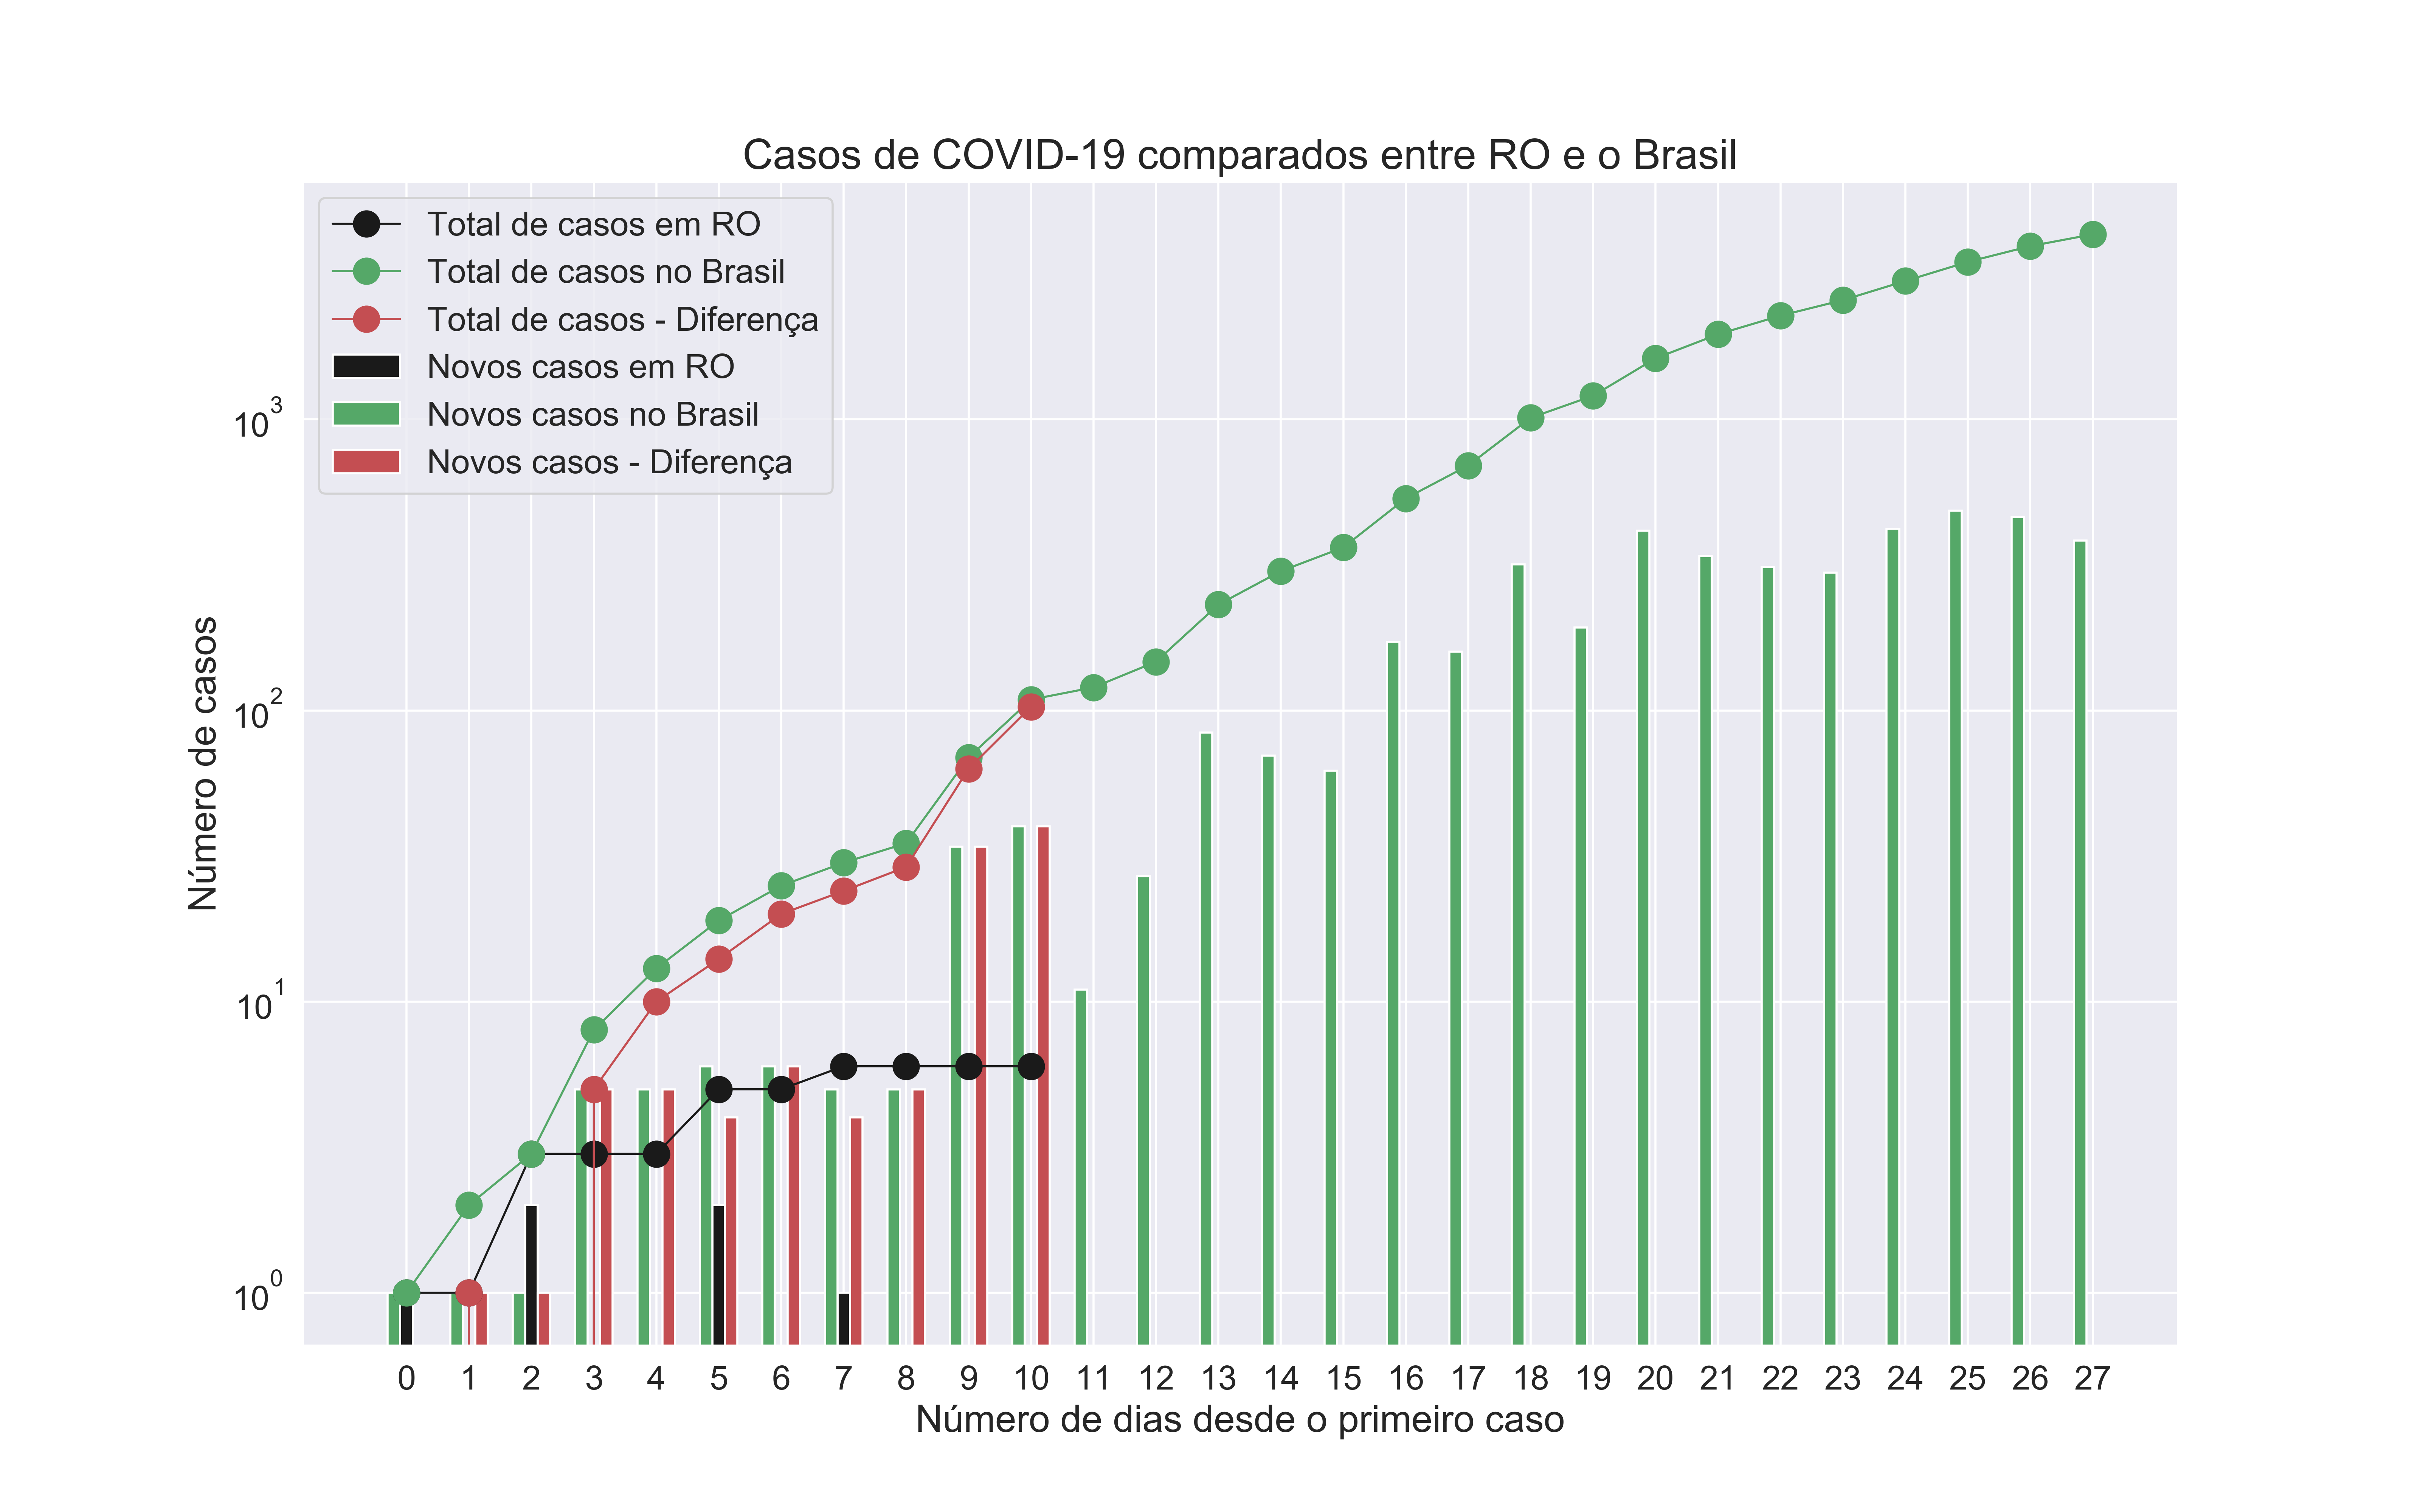 Casos de COVID-19 comparados entre RO e o Brasil
Total de casos em RO
Total de casos no Brasil
Total de casos - Diferença
Novos casos em RO
Novos casos no Brasil
Novos casos - Diferença
Número de casos
10³
10²
10¹
10⁰
0 1 2 3 4 5 6 7 8 9 10 11 12 13 14 15 16 17 18 19 20 21 22 23 24 25 26 27
Número de dias desde o primeiro caso